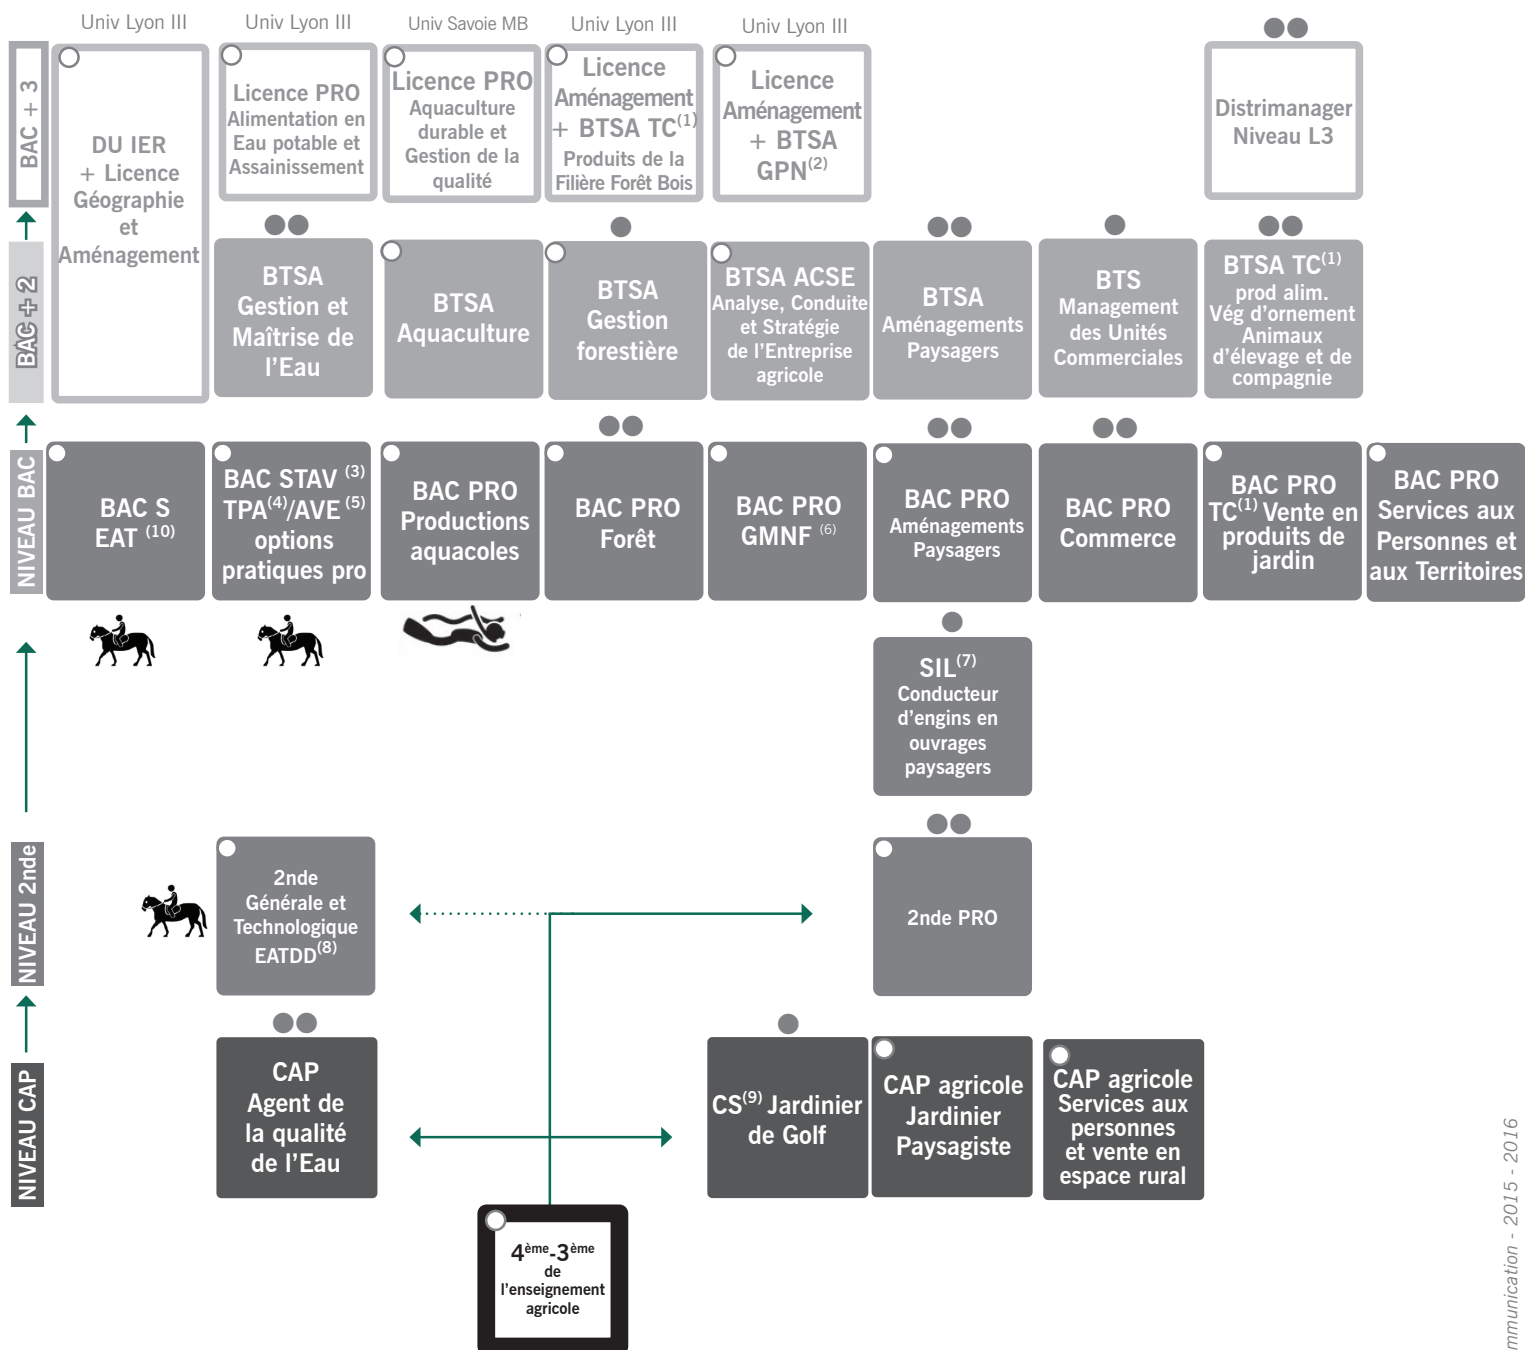 Univ Lyon III
Univ Lyon III
Univ Savoie MB
Univ Lyon III
Univ Lyon III
BAC + 3
DU IER
+ Licence
Géographie
et
Aménagement
Licence PRO
Alimentation en
Eau potable et
Assainissement
Licence PRO
Aquaculture
durable et
Gestion de la
qualité
Licence
Aménagement
+ BTSA TC(1)
Produits de la
Filière Forêt Bois
Licence
Aménagement
+ BTSA
GPN(2)
Distrimanager
Niveau L3
BAC + 2
BTSA
Gestion et
Maîtrise de
l'Eau
BTSA
Aquaculture
BTSA
Gestion
forestière
BTSA ACSE
Analyse, Conduite
et Stratégie
de l'Entreprise
agricole
BTSA
Aménagements
Paysagers
BTS
Management
des Unités
Commerciales
BTSA TC(1)
prod alim.
Vég d'ornement
Animaux
d'élevage et de
compagnie
NIVEAU BAC
BAC S
EAT (10)
BAC STAV (3)
TPA(4)/AVE (5)
options
pratiques pro
BAC PRO
Productions
aquacoles
BAC PRO
Forêt
BAC PRO
GMNF (6)
BAC PRO
Aménagements
Paysagers
BAC PRO
Commerce
BAC PRO
TC(1) Vente en
produits de
jardin
BAC PRO
Services aux
Personnes et
aux Territoires
SIL(7)
Conducteur
d'engins en
ouvrages
paysagers
NIVEAU 2nde
2nde
Générale et
Technologique
EATDD(8)
2nde PRO
NIVEAU CAP
CAP
Agent de
la qualité
de l'Eau
CS(9) Jardinier
de Golf
CAP agricole
Jardinier
Paysagiste
CAP agricole
Services aux
personnes
et vente en
espace rural
4ème-3ème
de
l'enseignement
agricole
mmunication - 2015 - 2016